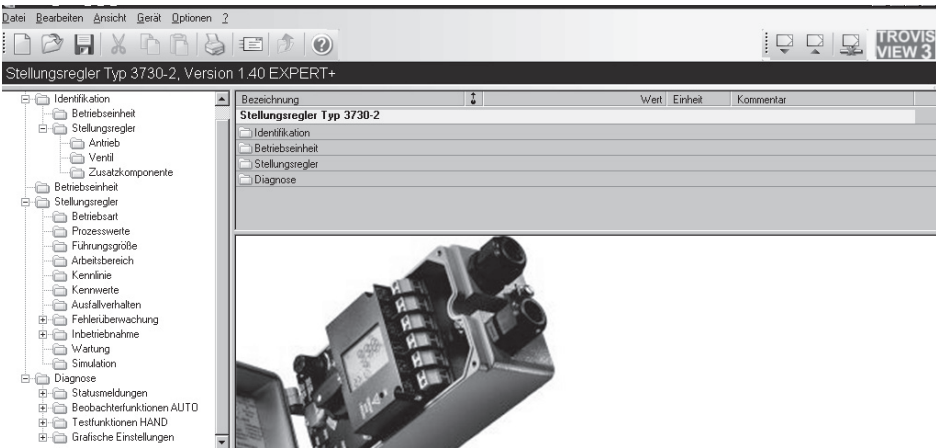 Datei Bearbeiten Ansicht Gerät Optionen ?
TROVIS
VIEW 3
Stellungsregler Typ 3730-2, Version 1.40 EXPERT+
Identifikation
Betriebseinheit
Stellungsregler
Antrieb
Ventil
Zusatzkomponente
Betriebseinheit
Stellungsregler
Betriebsart
Prozesswerte
Führungsgröße
Arbeitsbereich
Kennlinie
Kennwerte
Ausfallverhalten
Fehlerüberwachung
Inbetriebnahme
Wartung
Simulation
Diagnose
Statusmeldungen
Beobachterfunktionen AUTO
Testfunktionen HAND
Grafische Einstellungen
Bezeichnung Wert Einheit Kommentar
Stellungsregler Typ 3730-2
Identifikation
Betriebseinheit
Stellungsregler
Diagnose